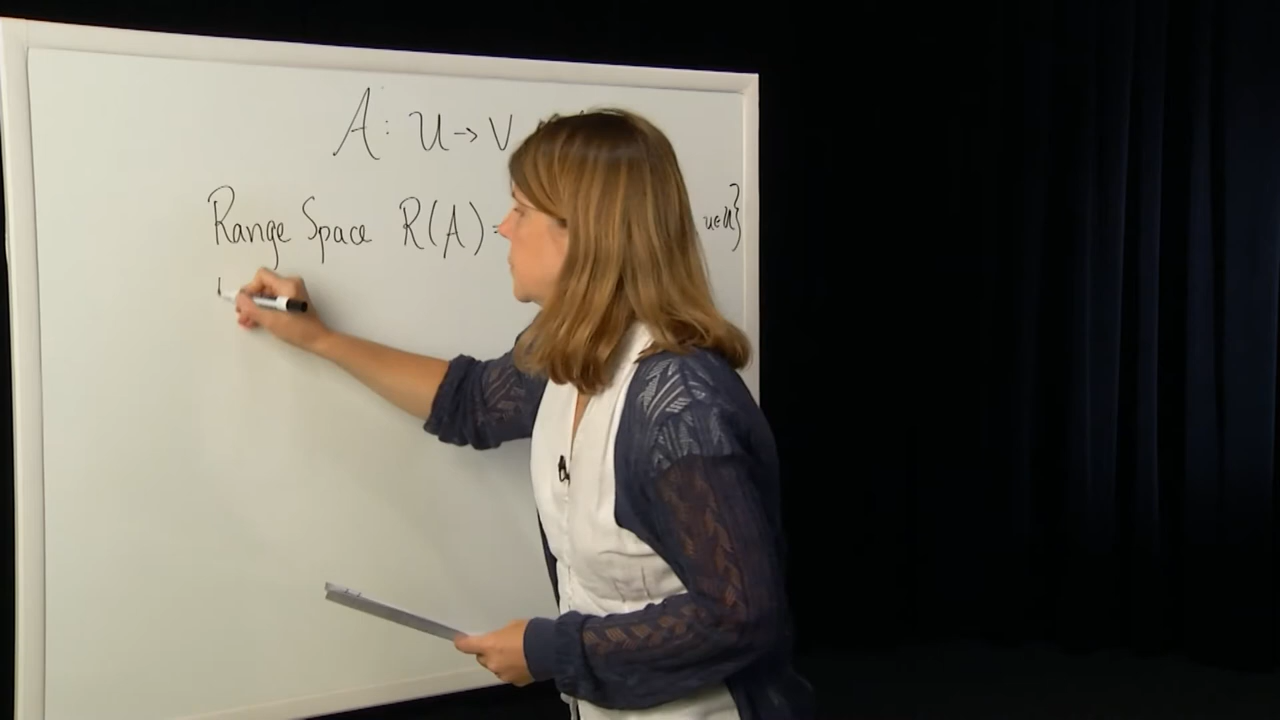 A: U → V
Range Space R(A) = u ∈ U}